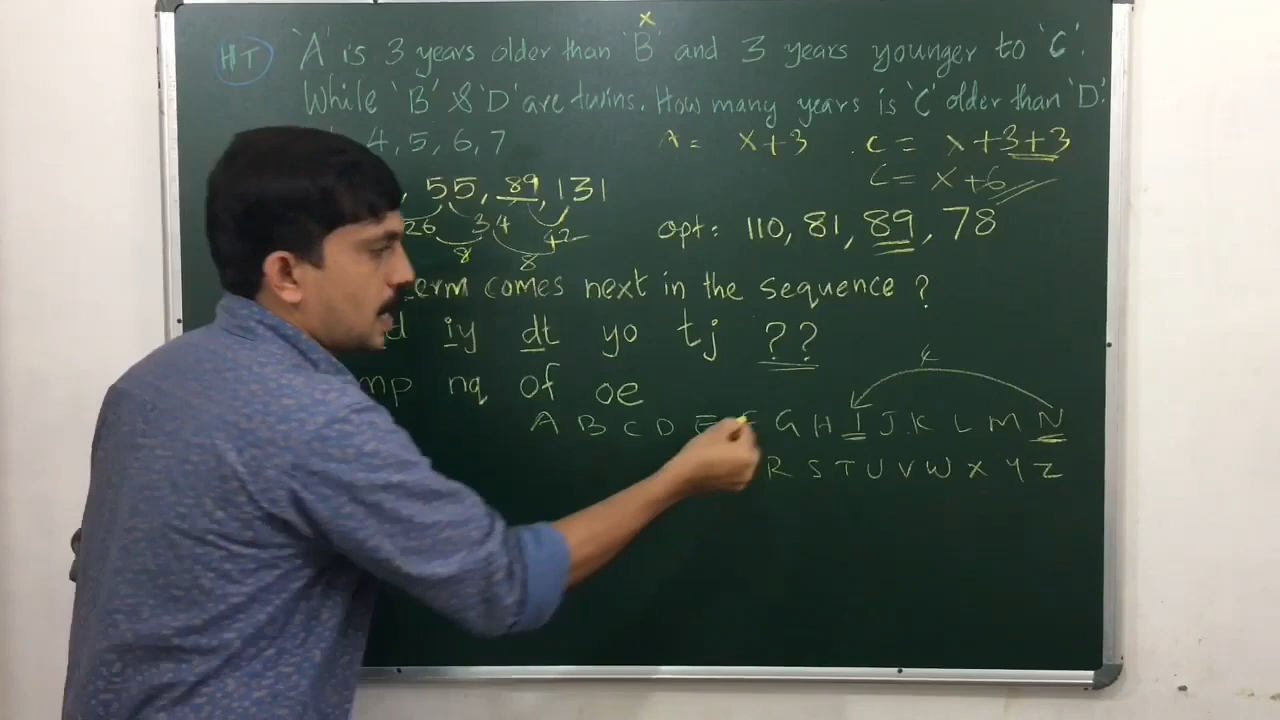 x
HT 'A' is 3 years older than 'B' and 3 years younger to 'C'.
While 'B' & 'D' are twins. How many years is 'C' older than 'D'.
4, 5, 6, 7 A = x+3 C = x+3+3
C = x+6
, 55, 89, 131
26 34 42
8 8
opt: 110, 81, 89, 78
erm comes next in the sequence ?
d iy dt yo tj ??
mp nq of oe
A B C D E F G H I J K L M N
R S T U V W X Y Z